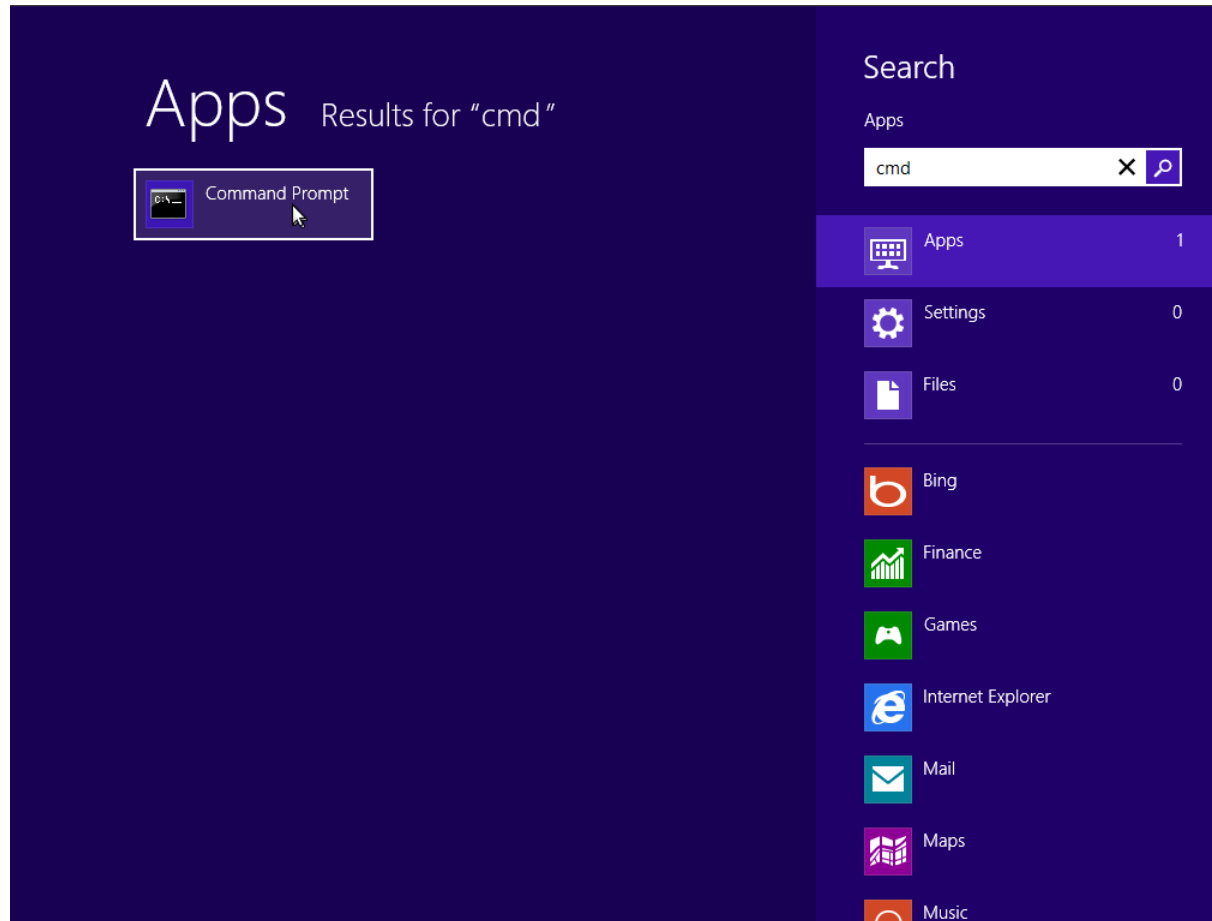 Apps Results for “cmd”
C:\
Command Prompt
Search
Apps
cmd
Apps 1
Settings 0
Files 0
Bing
Finance
Games
Internet Explorer
Mail
Maps
Music